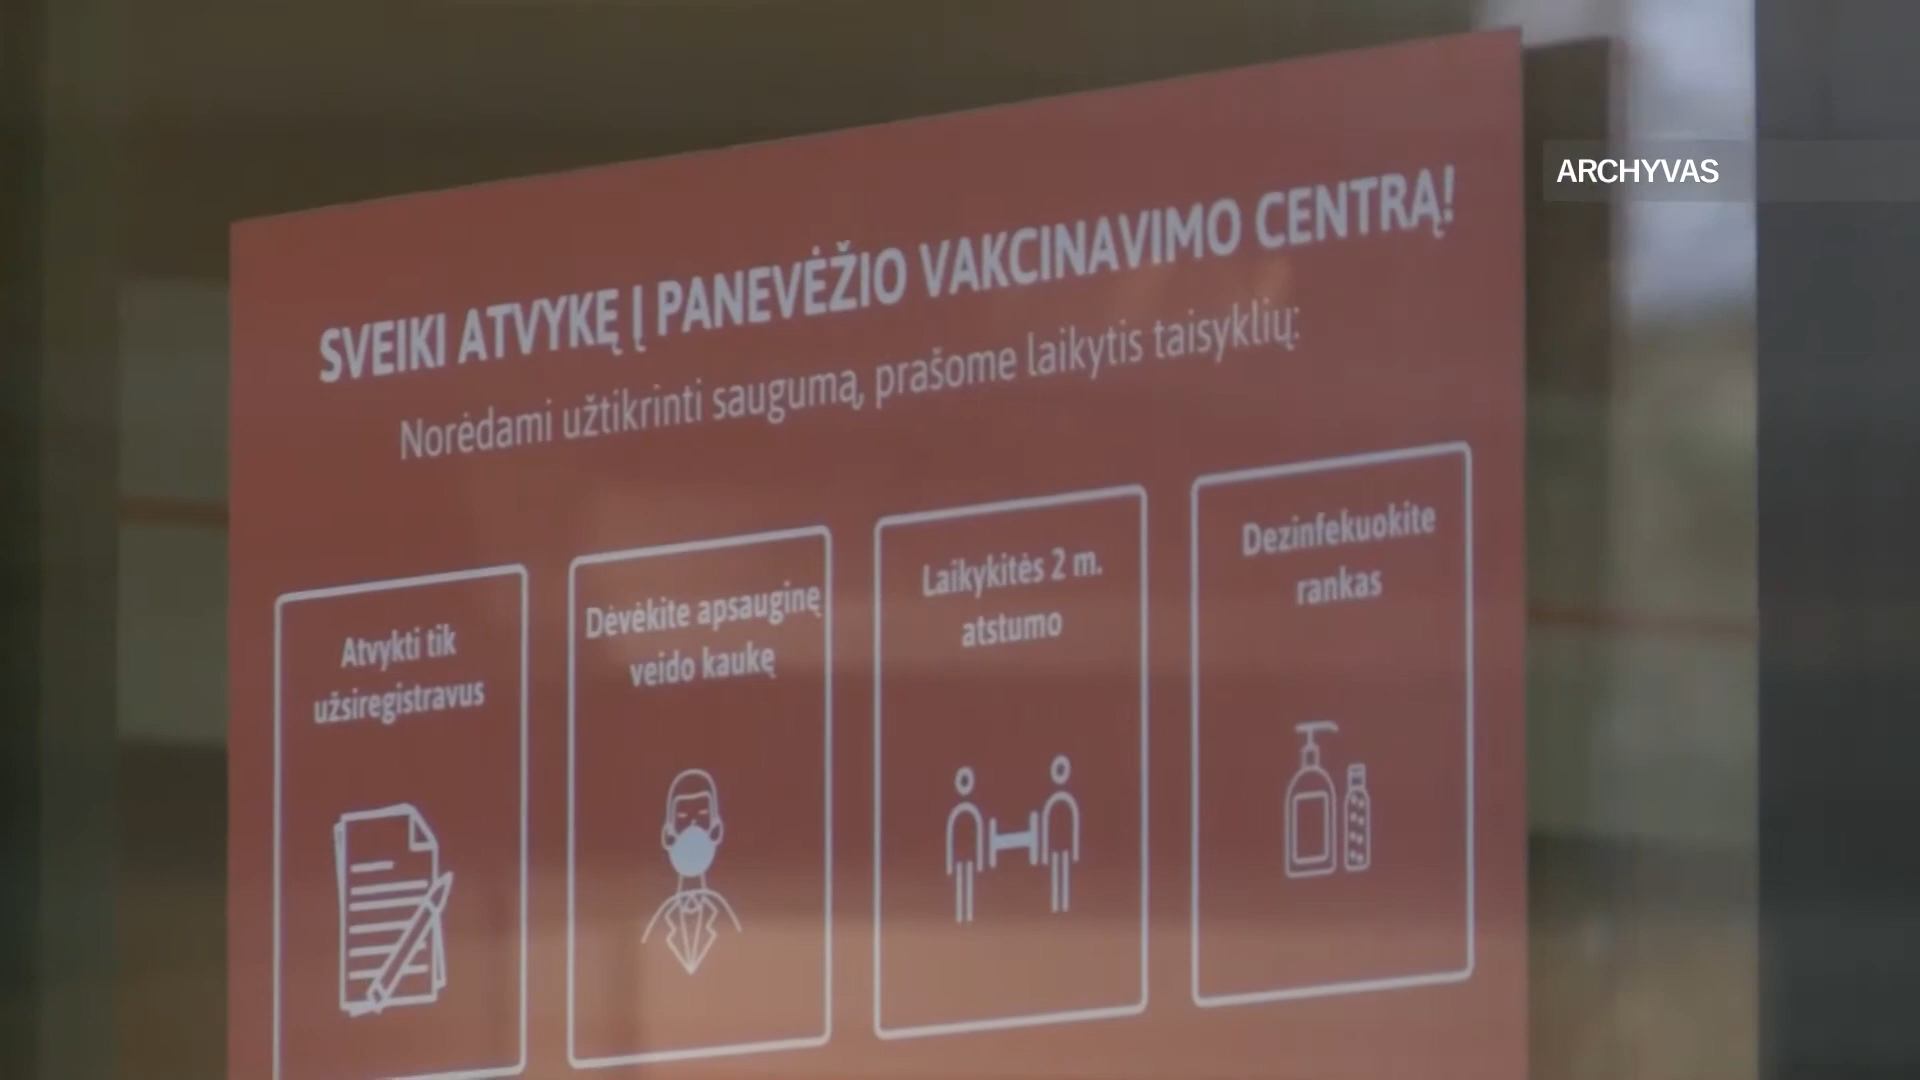 ARCHYVAS
SVEIKI ATVYKĘ Į PANEVĖŽIO VAKCINAVIMO CENTRĄ!
Norėdami užtikrinti saugumą, prašome laikytis taisyklių:
Atvykti tik
užsiregistravus
Dėvėkite apsauginę
veido kaukę
Laikykitės 2 m.
atstumo
Dezinfekuokite
rankas